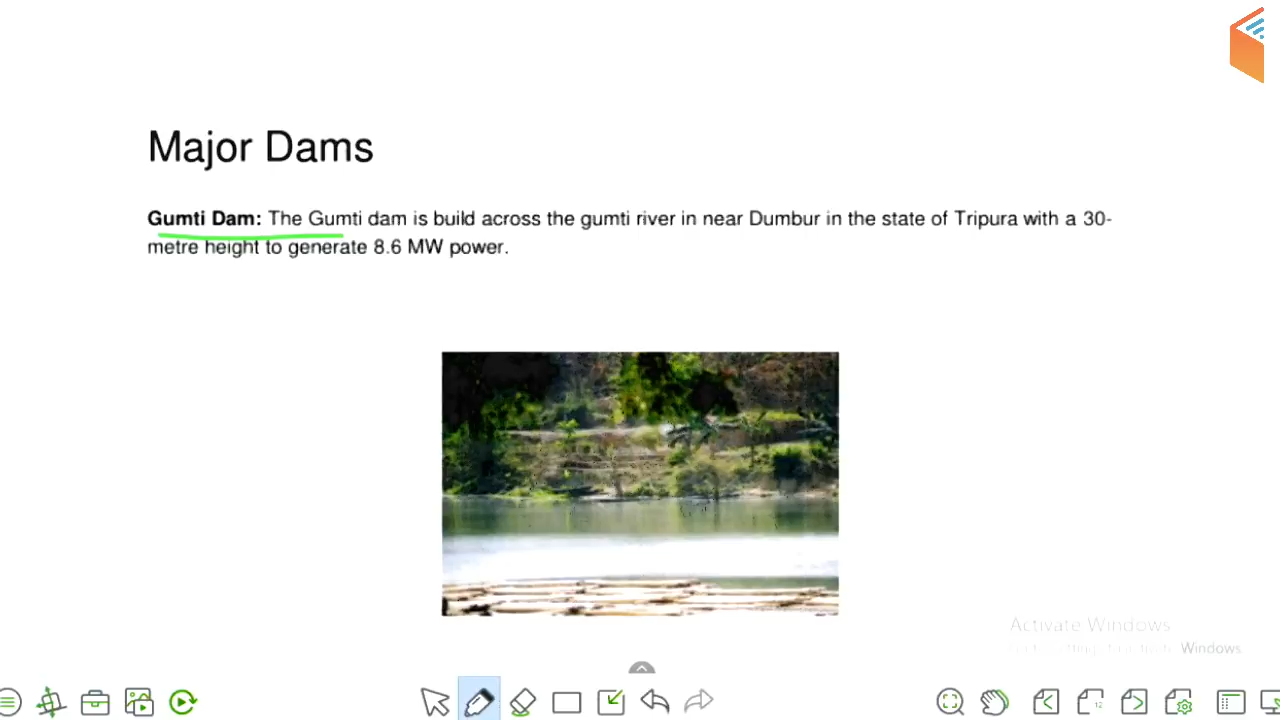 Major Dams
Gumti Dam: The Gumti dam is build across the gumti river in near Dumbur in the state of Tripura with a 30-
metre height to generate 8.6 MW power.
Activate Windows
Windows
12